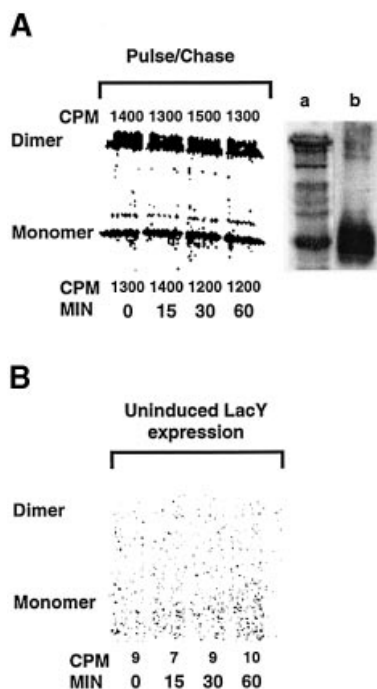 A
Pulse/Chase
a b
CPM 1400 1300 1500 1300
Dimer
Monomer
CPM 1300 1400 1200 1200
MIN 0 15 30 60
B
Uninduced LacY
expression
Dimer
Monomer
CPM 9 7 9 10
MIN 0 15 30 60